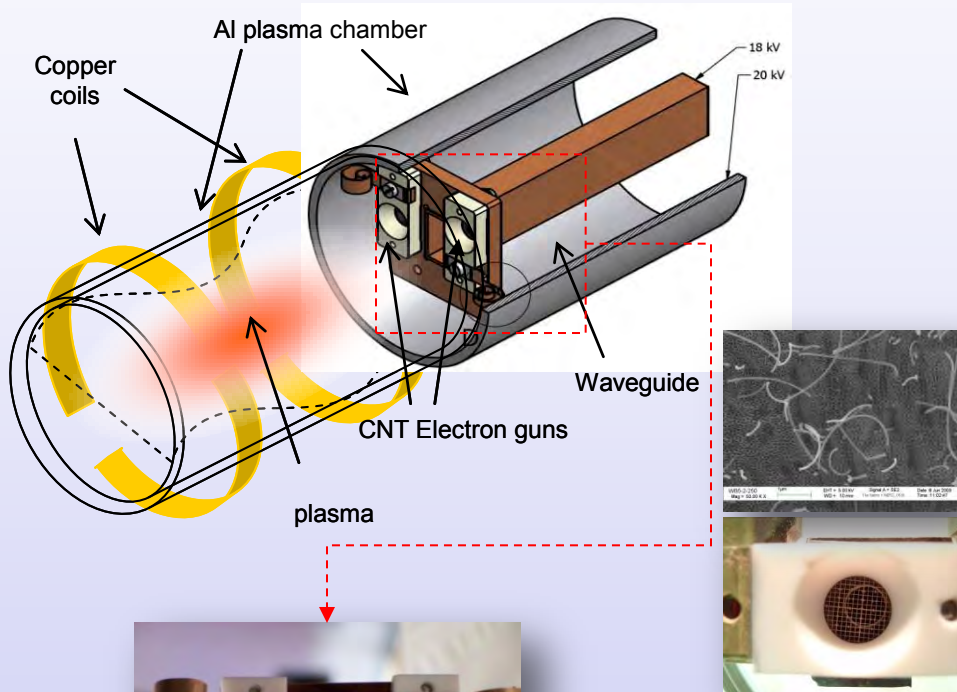 Al plasma chamber
Copper
coils
18 kV
20 kV
Waveguide
CNT Electron guns
plasma